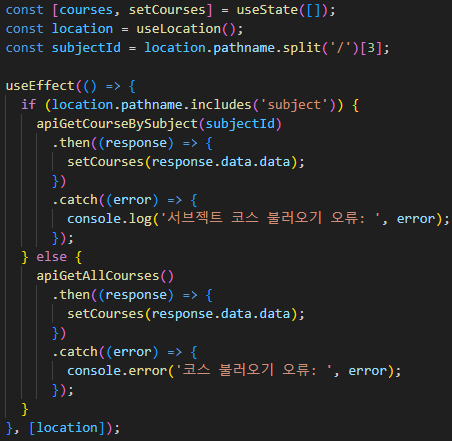 const [courses, setCourses] = useState([]);
const location = useLocation();
const subjectId = location.pathname.split('/')[3];

useEffect(() => {
  if (location.pathname.includes('subject')) {
    apiGetCourseBySubject(subjectId)
      .then((response) => {
        setCourses(response.data.data);
      })
      .catch((error) => {
        console.log('서브젝트 코스 불러오기 오류: ', error);
      });
  } else {
    apiGetAllCourses()
      .then((response) => {
        setCourses(response.data.data);
      })
      .catch((error) => {
        console.error('코스 불러오기 오류: ', error);
      });
  }
}, [location]);